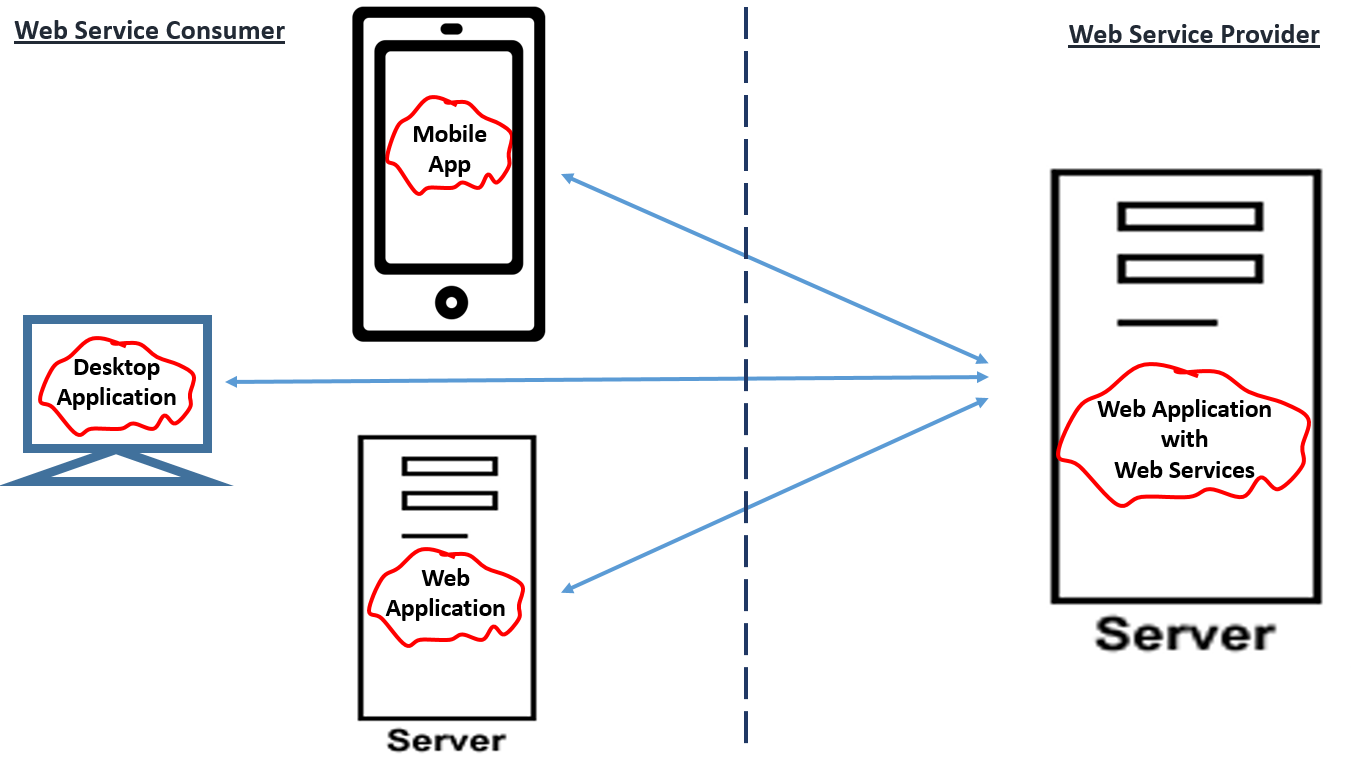 Web Service Consumer
Web Service Provider
Mobile
App
Desktop
Application
Web Application
with
Web Services
Web
Application
Server
Server